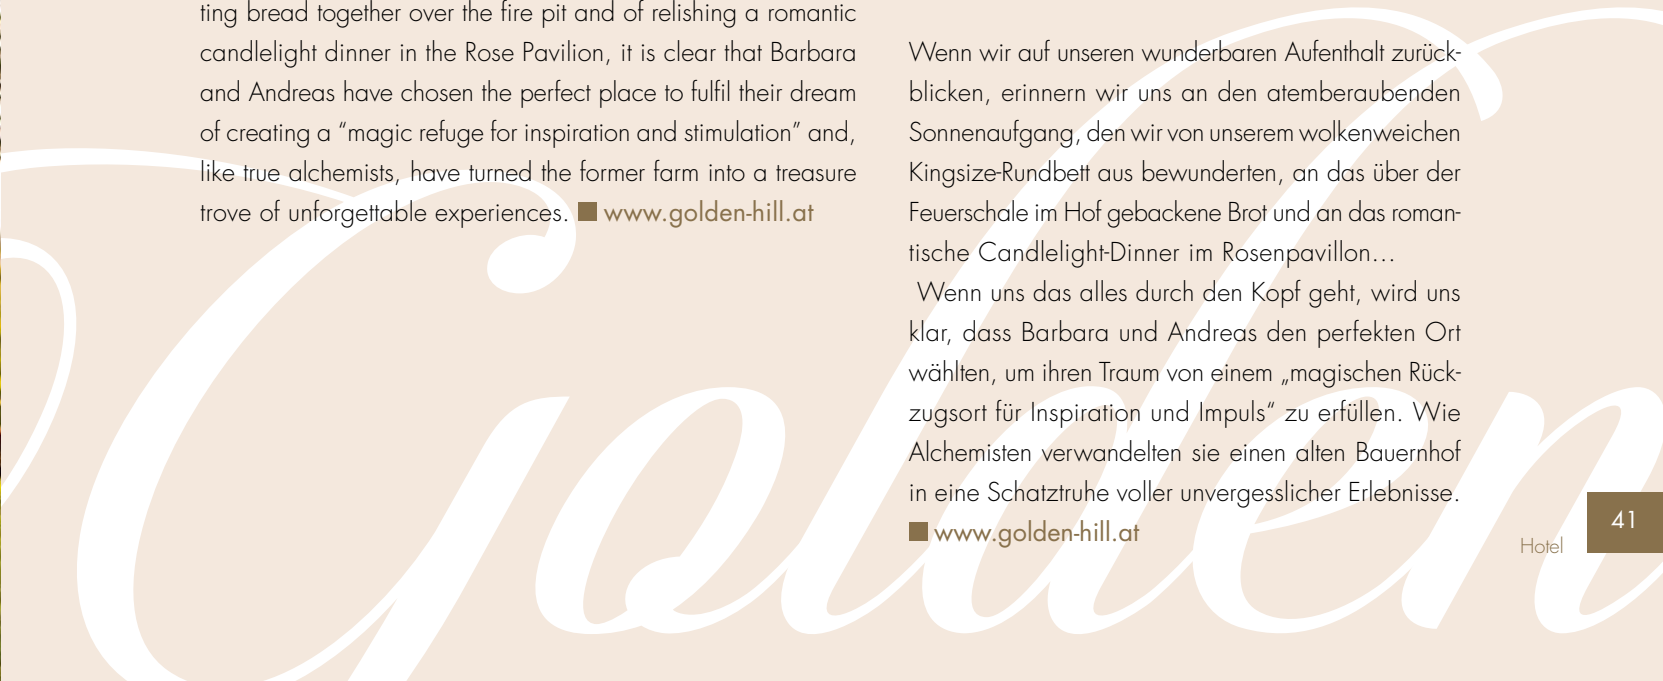 ting bread together over the fire pit and of relishing a romantic
candlelight dinner in the Rose Pavilion, it is clear that Barbara
and Andreas have chosen the perfect place to fulfil their dream
of creating a “magic refuge for inspiration and stimulation” and,
like true alchemists, have turned the former farm into a treasure
trove of unforgettable experiences. ■ www.golden-hill.at
Wenn wir auf unseren wunderbaren Aufenthalt zurück-
blicken, erinnern wir uns an den atemberaubenden
Sonnenaufgang, den wir von unserem wolkenweichen
Kingsize-Rundbett aus bewunderten, an das über der
Feuerschale im Hof gebackene Brot und an das roman-
tische Candlelight-Dinner im Rosenpavillon...
Wenn uns das alles durch den Kopf geht, wird uns
klar, dass Barbara und Andreas den perfekten Ort
wählten, um ihren Traum von einem „magischen Rück-
zugsort für Inspiration und Impuls“ zu erfüllen. Wie
Alchemisten verwandelten sie einen alten Bauernhof
in eine Schatztruhe voller unvergesslicher Erlebnisse.
■ www.golden-hill.at
Golden
Hotel
41